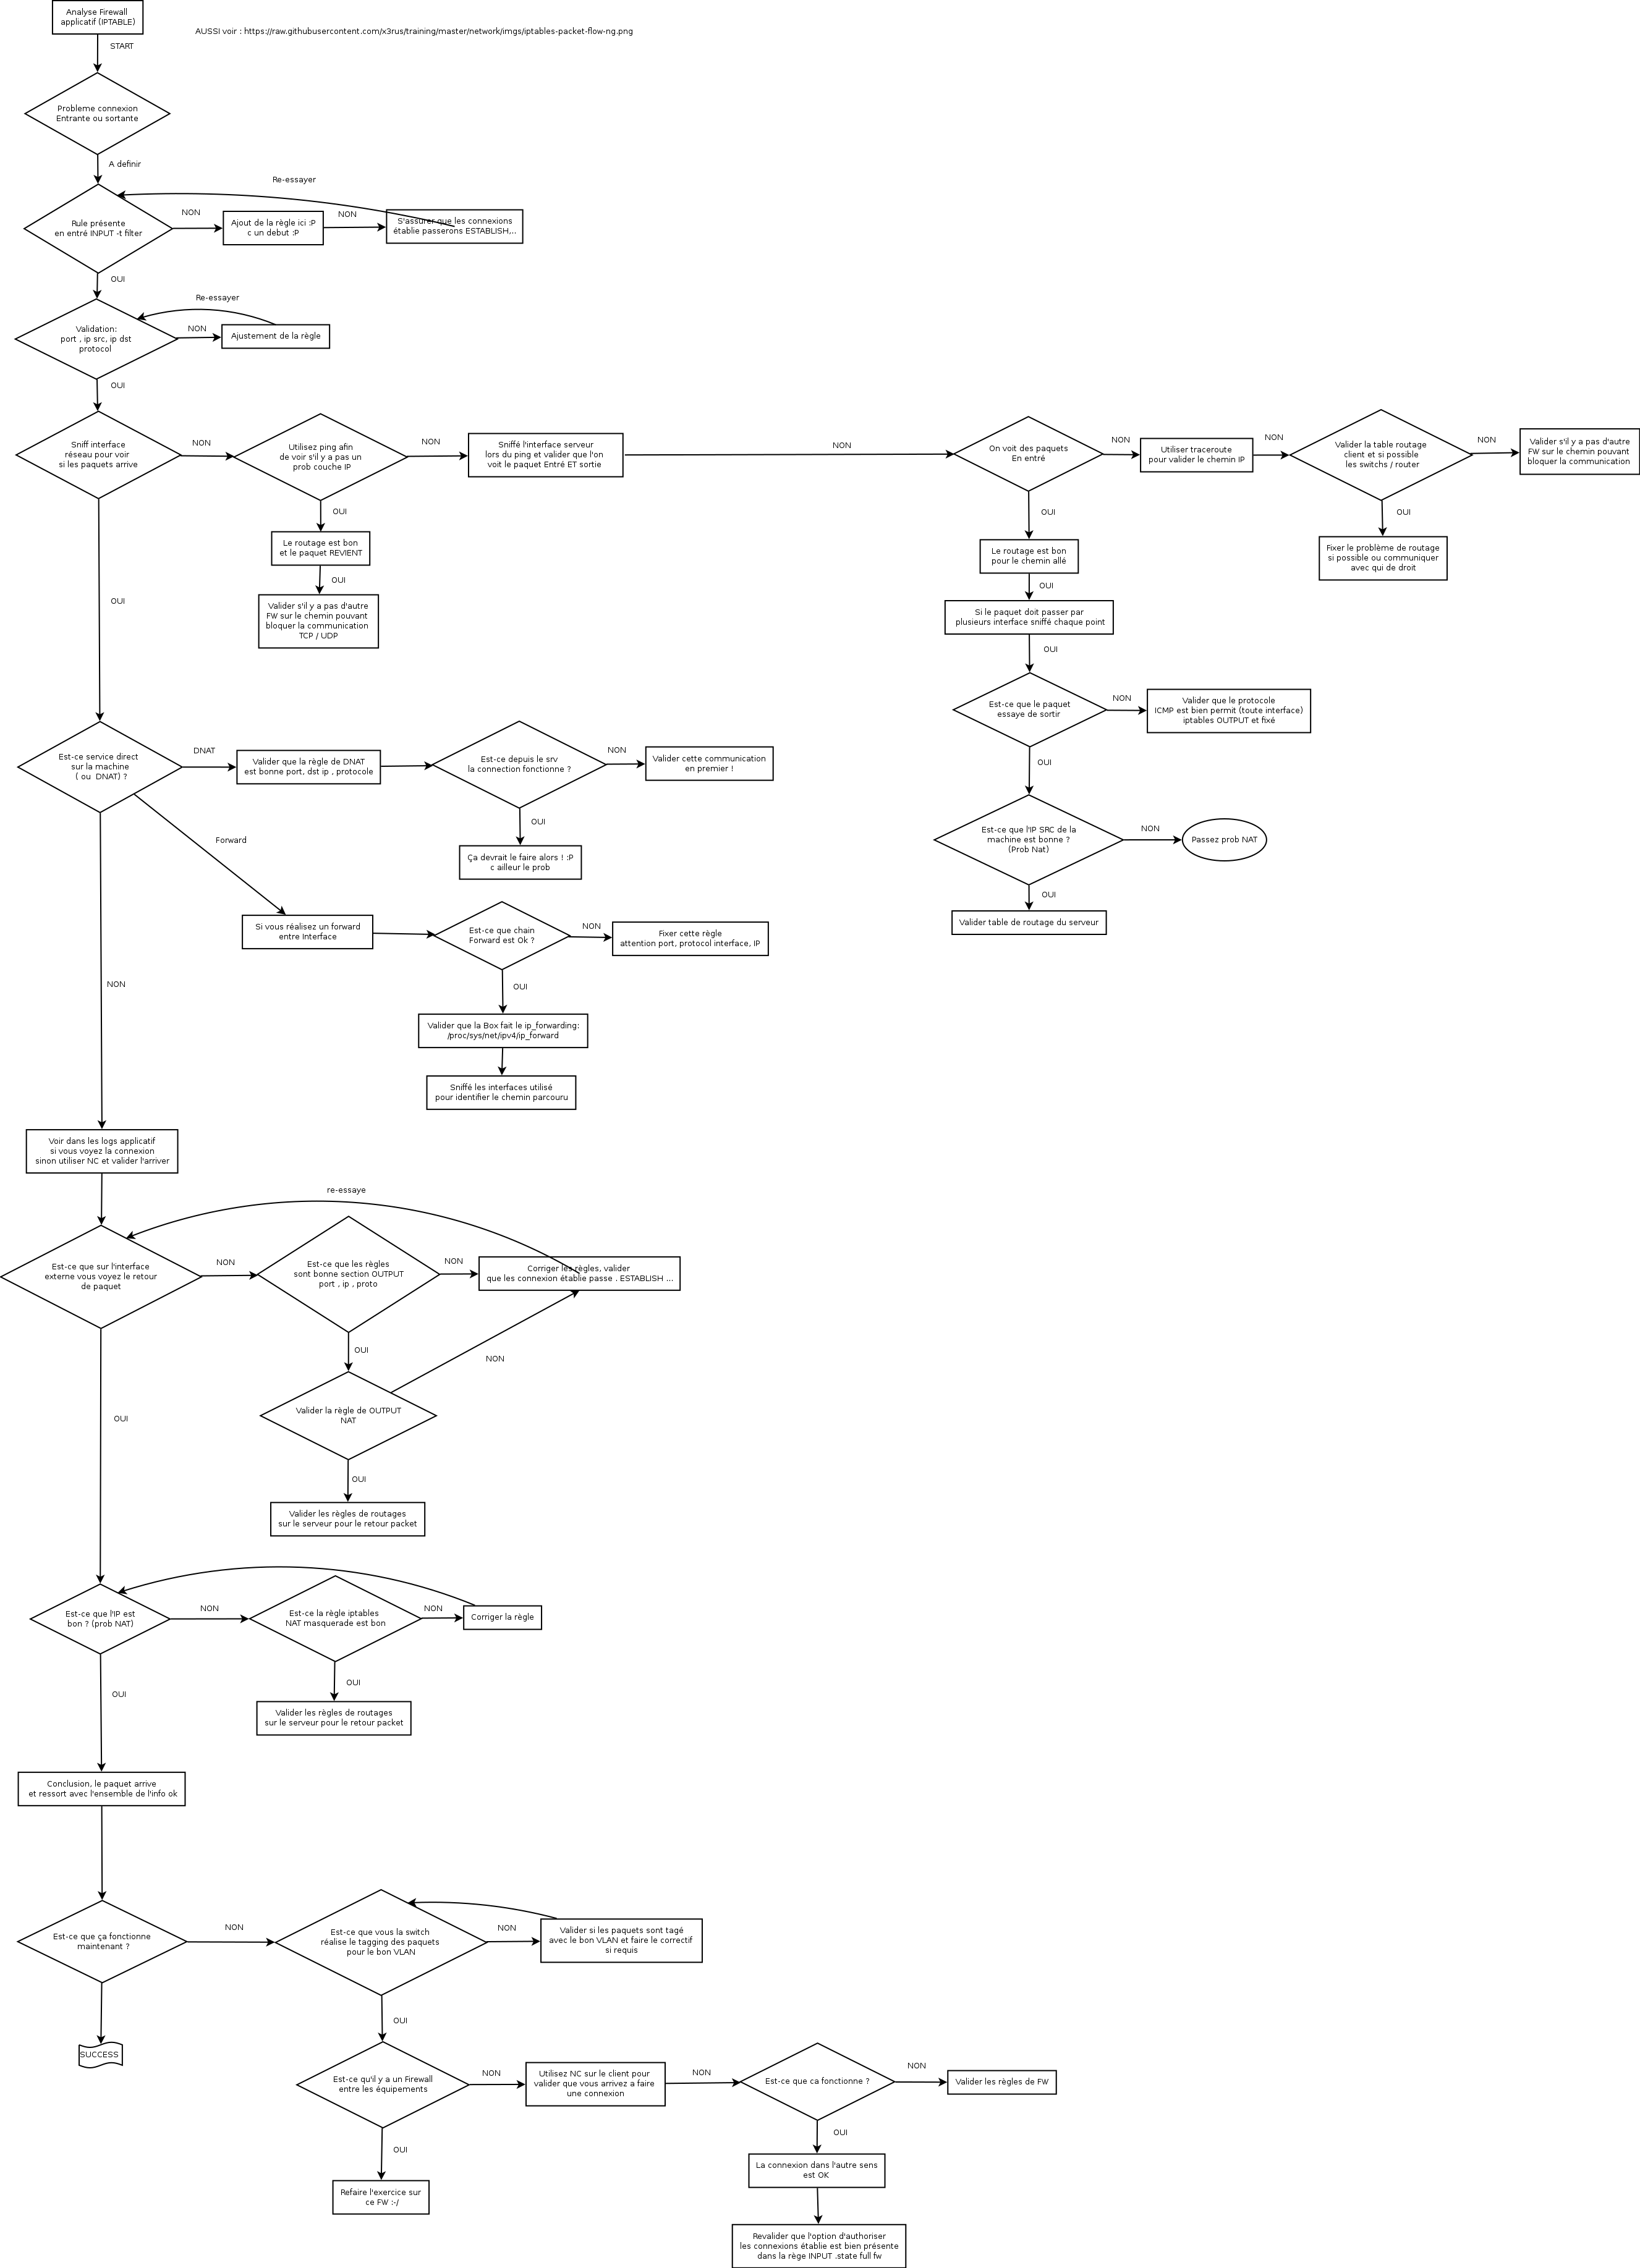 Analyse Firewall
applicatif (IPTABLE)
AUSSI voir : https://raw.githubusercontent.com/x3rus/training/master/network/imgs/iptables-packet-flow-ng.png
START
Probleme connexion
Entrante ou sortante
A definir
Re-essayer
Rule présente
en entré INPUT -t filter
NON
Ajout de la règle ici :P
c un debut :P
NON
S'assurer que les connexions
établie passerons ESTABLISH,..
OUI
Re-essayer
Validation:
port , ip src, ip dst
protocol
NON
Ajustement de la règle
OUI
Sniff interface
réseau pour voir
si les paquets arrive
NON
Utilisez ping afin
de voir s'il y a pas un
prob couche IP
NON
Sniffé l'interface serveur
lors du ping et valider que l'on
voit le paquet Entré ET sortie
NON
On voit des paquets
En entré
NON
Utiliser traceroute
pour valider le chemin IP
NON
Valider la table routage
client et si possible
les switchs / router
NON
Valider s'il y a pas d'autre
FW sur le chemin pouvant
bloquer la communication
OUI
Le routage est bon
et le paquet REVIENT
OUI
Valider s'il y a pas d'autre
FW sur le chemin pouvant
bloquer la communication
TCP / UDP
OUI
Le routage est bon
pour le chemin allé
OUI
Fixer le problème de routage
si possible ou communiquer
avec qui de droit
OUI
Si le paquet doit passer par
plusieurs interface sniffé chaque point
OUI
Est-ce que le paquet
essaye de sortir
NON
Valider que le protocole
ICMP est bien permit (toute interface)
iptables OUTPUT et fixé
OUI
Est-ce que l'IP SRC de la
machine est bonne ?
(Prob Nat)
NON
Passez prob NAT
OUI
Valider table de routage du serveur
OUI
Est-ce service direct
sur la machine
( ou  DNAT) ?
DNAT
Valider que la règle de DNAT
est bonne port, dst ip , protocole
Est-ce depuis le srv
la connection fonctionne ?
NON
Valider cette communication
en premier !
OUI
Ça devrait le faire alors ! :P
c ailleur le prob
Forward
Si vous réalisez un forward
entre Interface
Est-ce que chain
Forward est Ok ?
NON
Fixer cette règle
attention port, protocol interface, IP
OUI
Valider que la Box fait le ip_forwarding:
/proc/sys/net/ipv4/ip_forward
Sniffé les interfaces utilisé
pour identifier le chemin parcouru
NON
Voir dans les logs applicatif
si vous voyez la connexion
sinon utiliser NC et valider l'arriver
re-essaye
Est-ce que sur l'interface
externe vous voyez le retour
de paquet
NON
Est-ce que les règles
sont bonne section OUTPUT
port , ip , proto
NON
Corriger les règles, valider
que les connexion établie passe . ESTABLISH ...
OUI
NON
Valider la règle de OUTPUT
NAT
OUI
Valider les règles de routages
sur le serveur pour le retour packet
OUI
Est-ce que l'IP est
bon ? (prob NAT)
NON
Est-ce la règle iptables
NAT masquerade est bon
NON
Corriger la règle
OUI
Valider les règles de routages
sur le serveur pour le retour packet
OUI
Conclusion, le paquet arrive
et ressort avec l'ensemble de l'info ok
Est-ce que ça fonctionne
maintenant ?
NON
Est-ce que vous la switch
réalise le tagging des paquets
pour le bon VLAN
NON
Valider si les paquets sont tagé
avec le bon VLAN et faire le correctif
si requis
SUCCESS
OUI
Est-ce qu'il y a un Firewall
entre les équipements
NON
Utilisez NC sur le client pour
valider que vous arrivez a faire
une connexion
NON
Est-ce que ca fonctionne ?
NON
Valider les règles de FW
OUI
Refaire l'exercice sur
ce FW :-/
OUI
La connexion dans l'autre sens
est OK
Revalider que l'option d'authoriser
les connexions établie est bien présente
dans la rège INPUT .state full fw